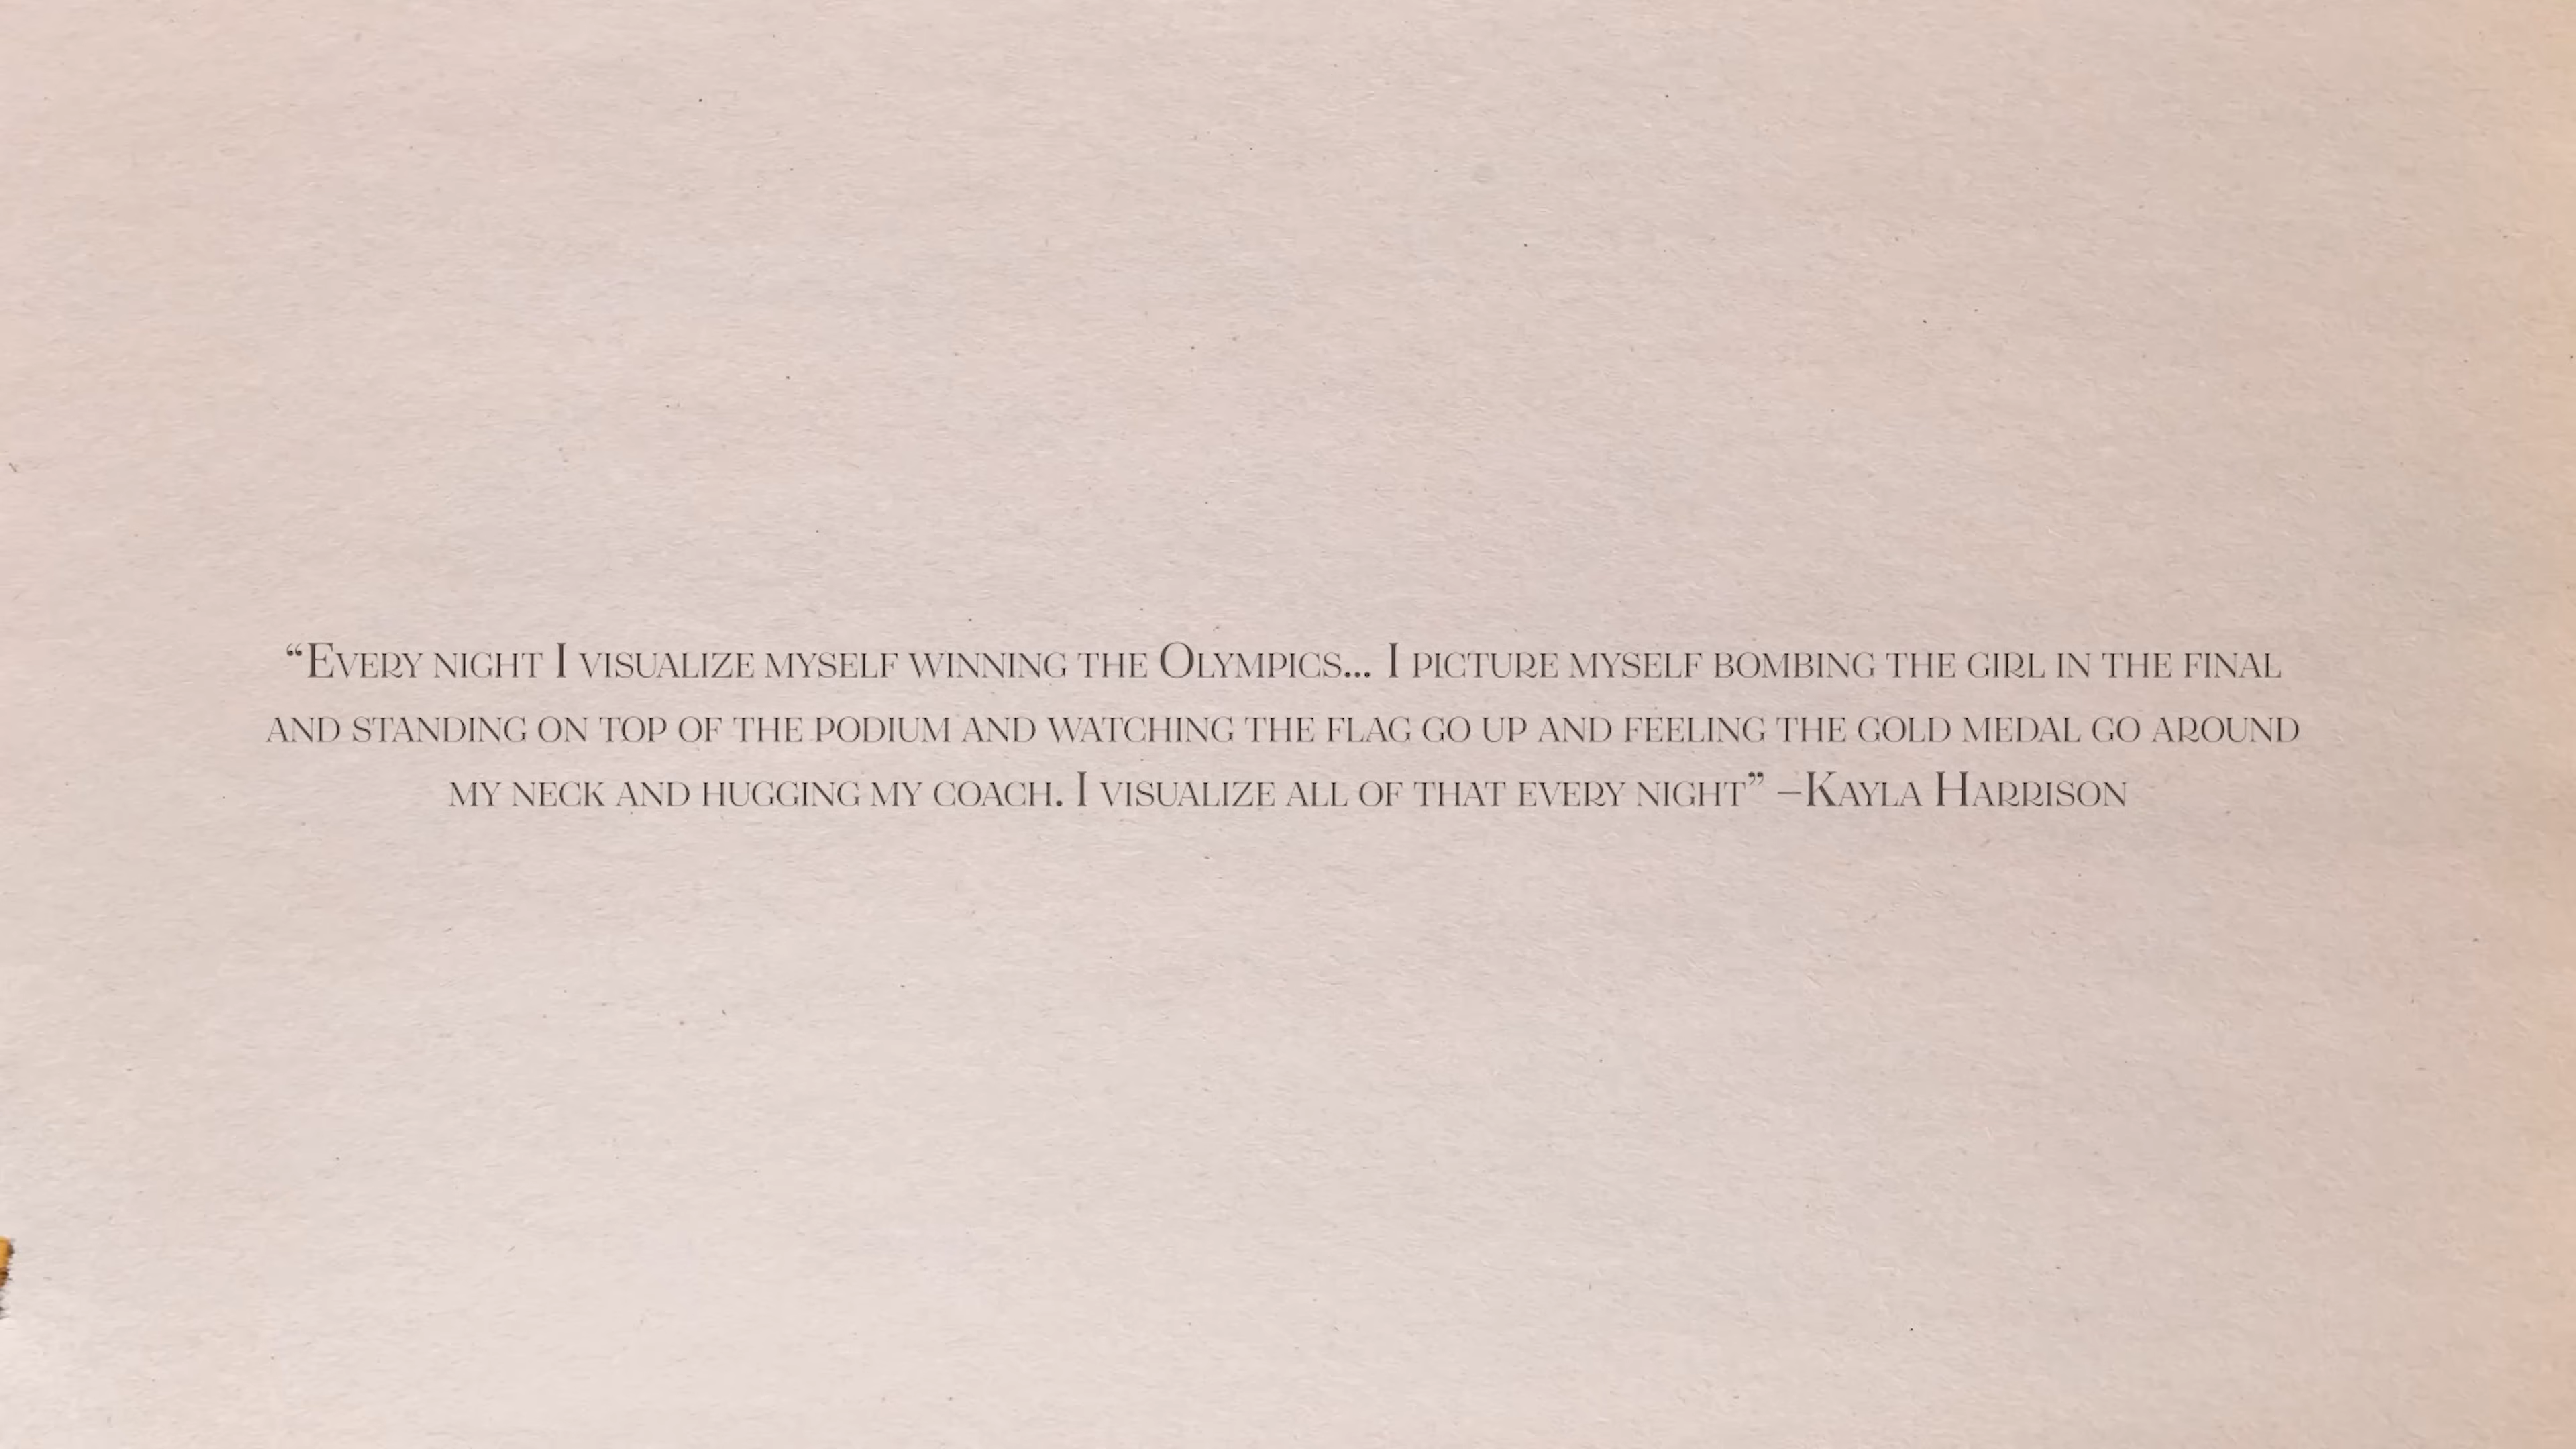 “Every night I visualize myself winning the Olympics... I picture myself bombing the girl in the final
and standing on top of the podium and watching the flag go up and feeling the gold medal go around
my neck and hugging my coach. I visualize all of that every night” –Kayla Harrison